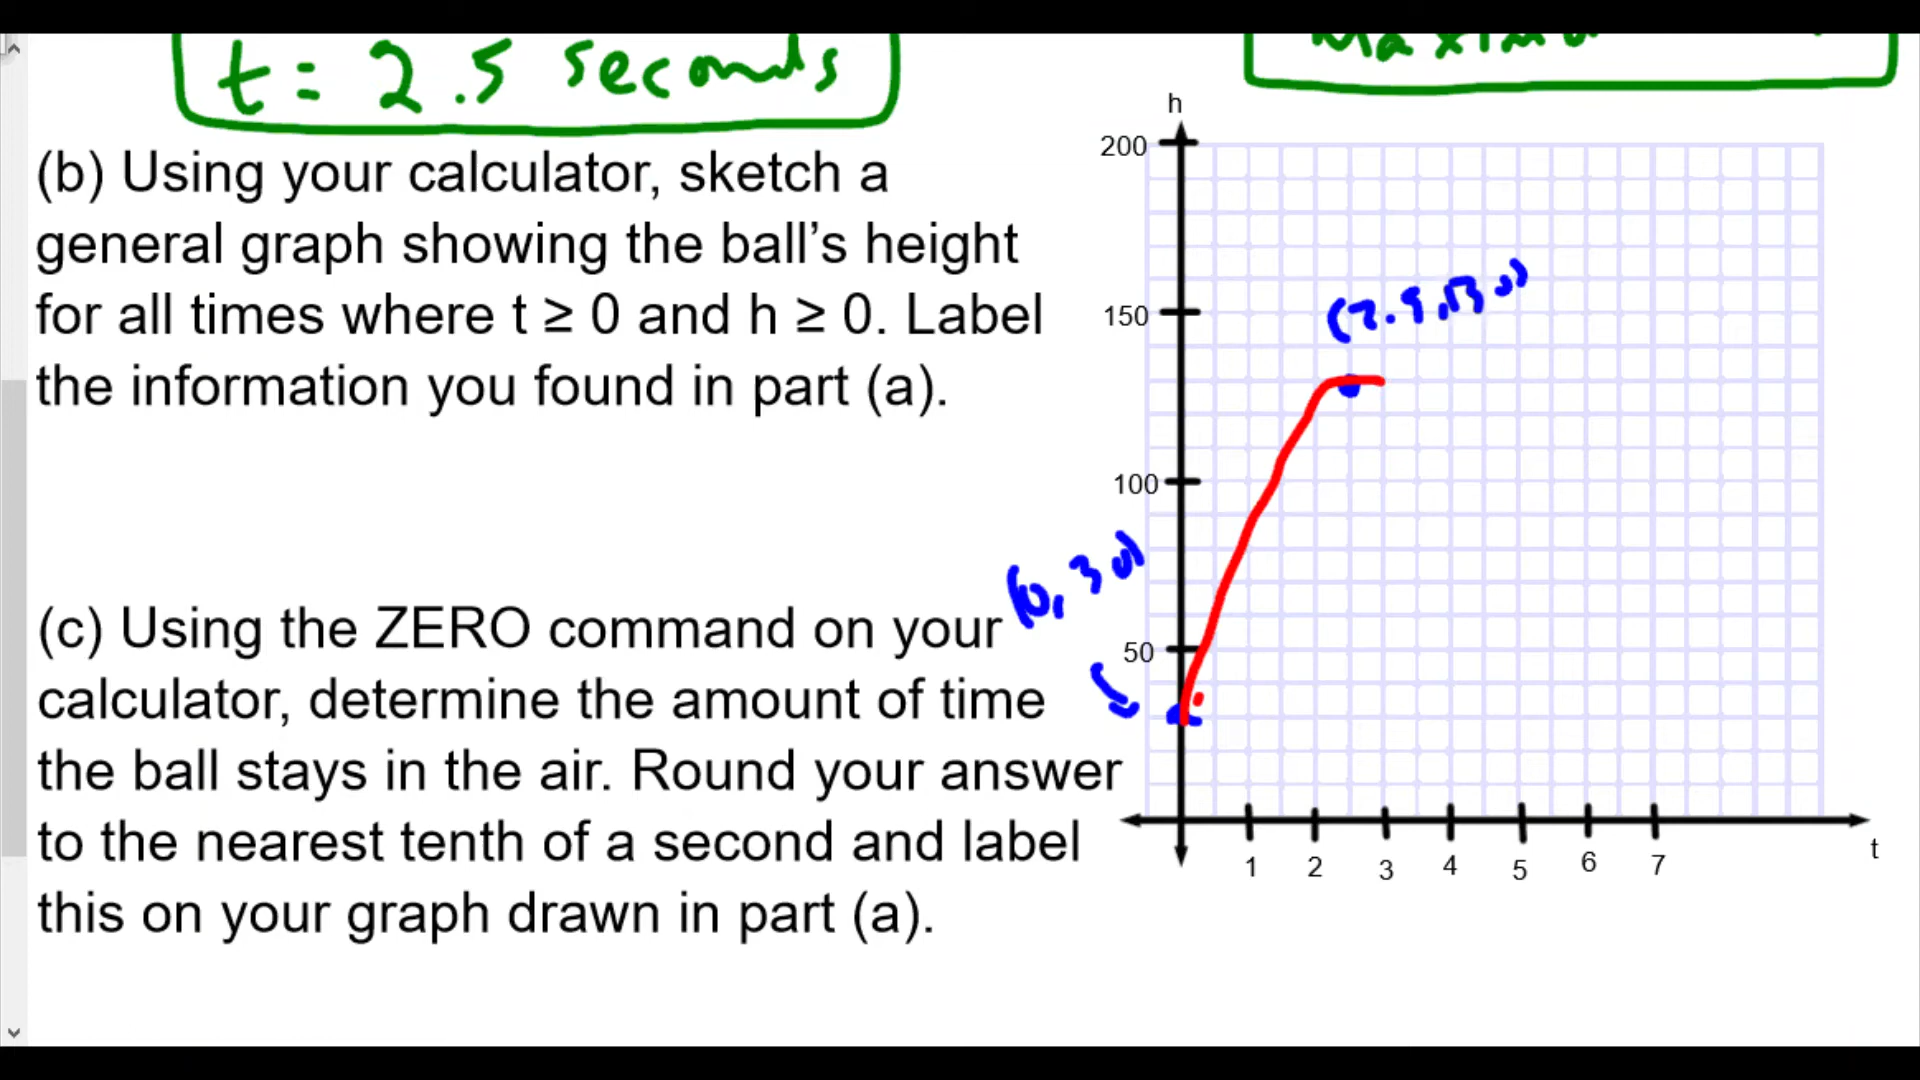 t = 2.5 seconds
(b) Using your calculator, sketch a
general graph showing the ball’s height
for all times where t ≥ 0 and h ≥ 0. Label
the information you found in part (a).
(c) Using the ZERO command on your
calculator, determine the amount of time
the ball stays in the air. Round your answer
to the nearest tenth of a second and label
this on your graph drawn in part (a).
h
200
150
100
50
(2.5, 130)
(0, 30)
1 2 3 4 5 6 7
t